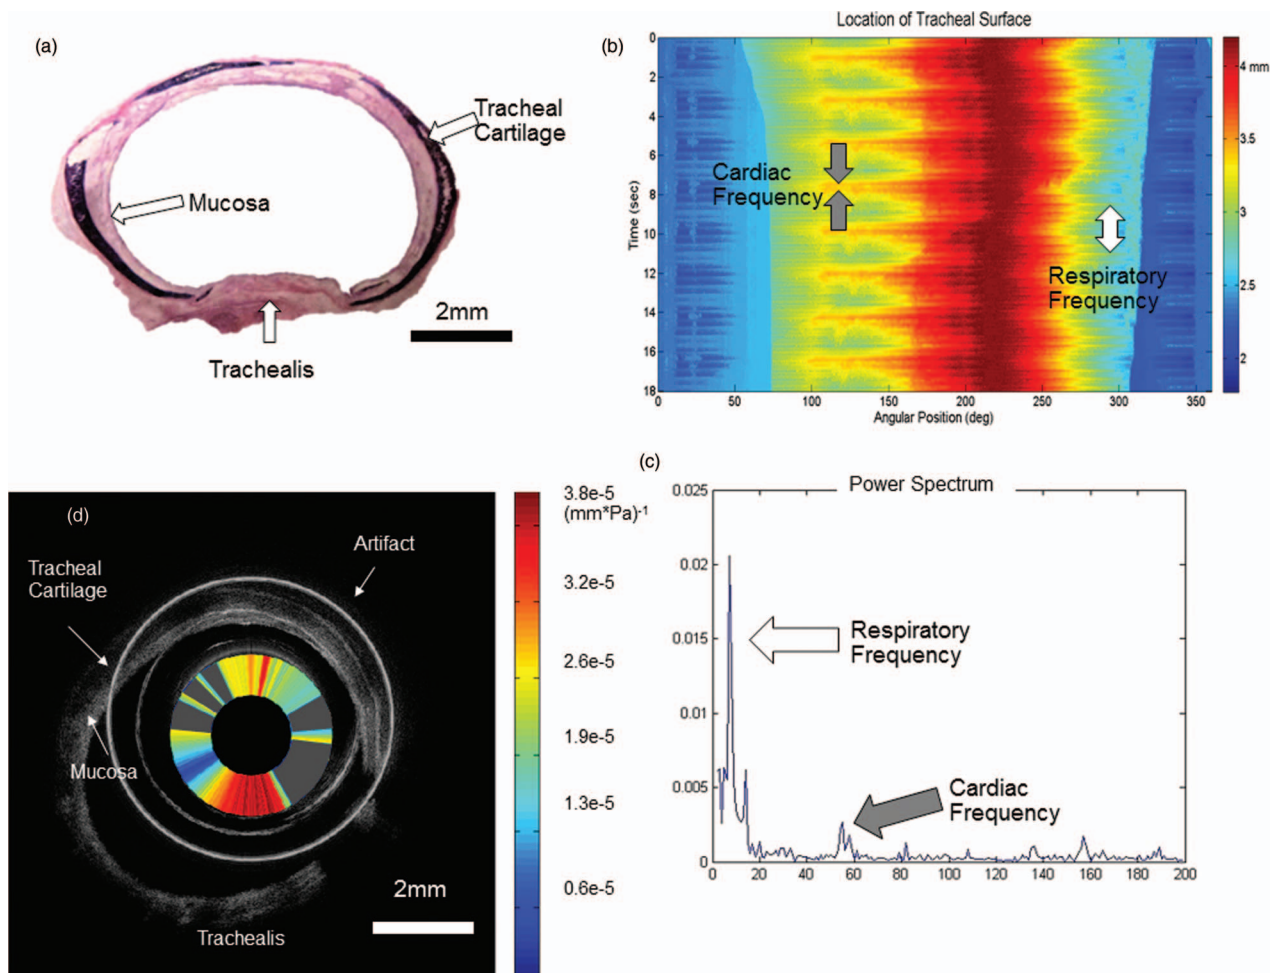 (a)
Tracheal
Cartilage
Mucosa
2mm
Trachealis
Location of Tracheal Surface
(b)
0
2
4
6
8
10
12
14
16
18
Time (sec)
Cardiac
Frequency
Respiratory
Frequency
0
50
100
150
200
250
300
350
Angular Position (deg)
4 mm
3.5
3
2.5
2
(c)
Power Spectrum
0.025
0.02
0.015
0.01
0.005
0
Respiratory
Frequency
Cardiac
Frequency
0
20
40
60
80
100
120
140
160
180
200
(d)
Tracheal
Cartilage
Artifact
Mucosa
2mm
Trachealis
3.8e-5
(mm*Pa)⁻¹
3.2e-5
2.6e-5
1.9e-5
1.3e-5
0.6e-5